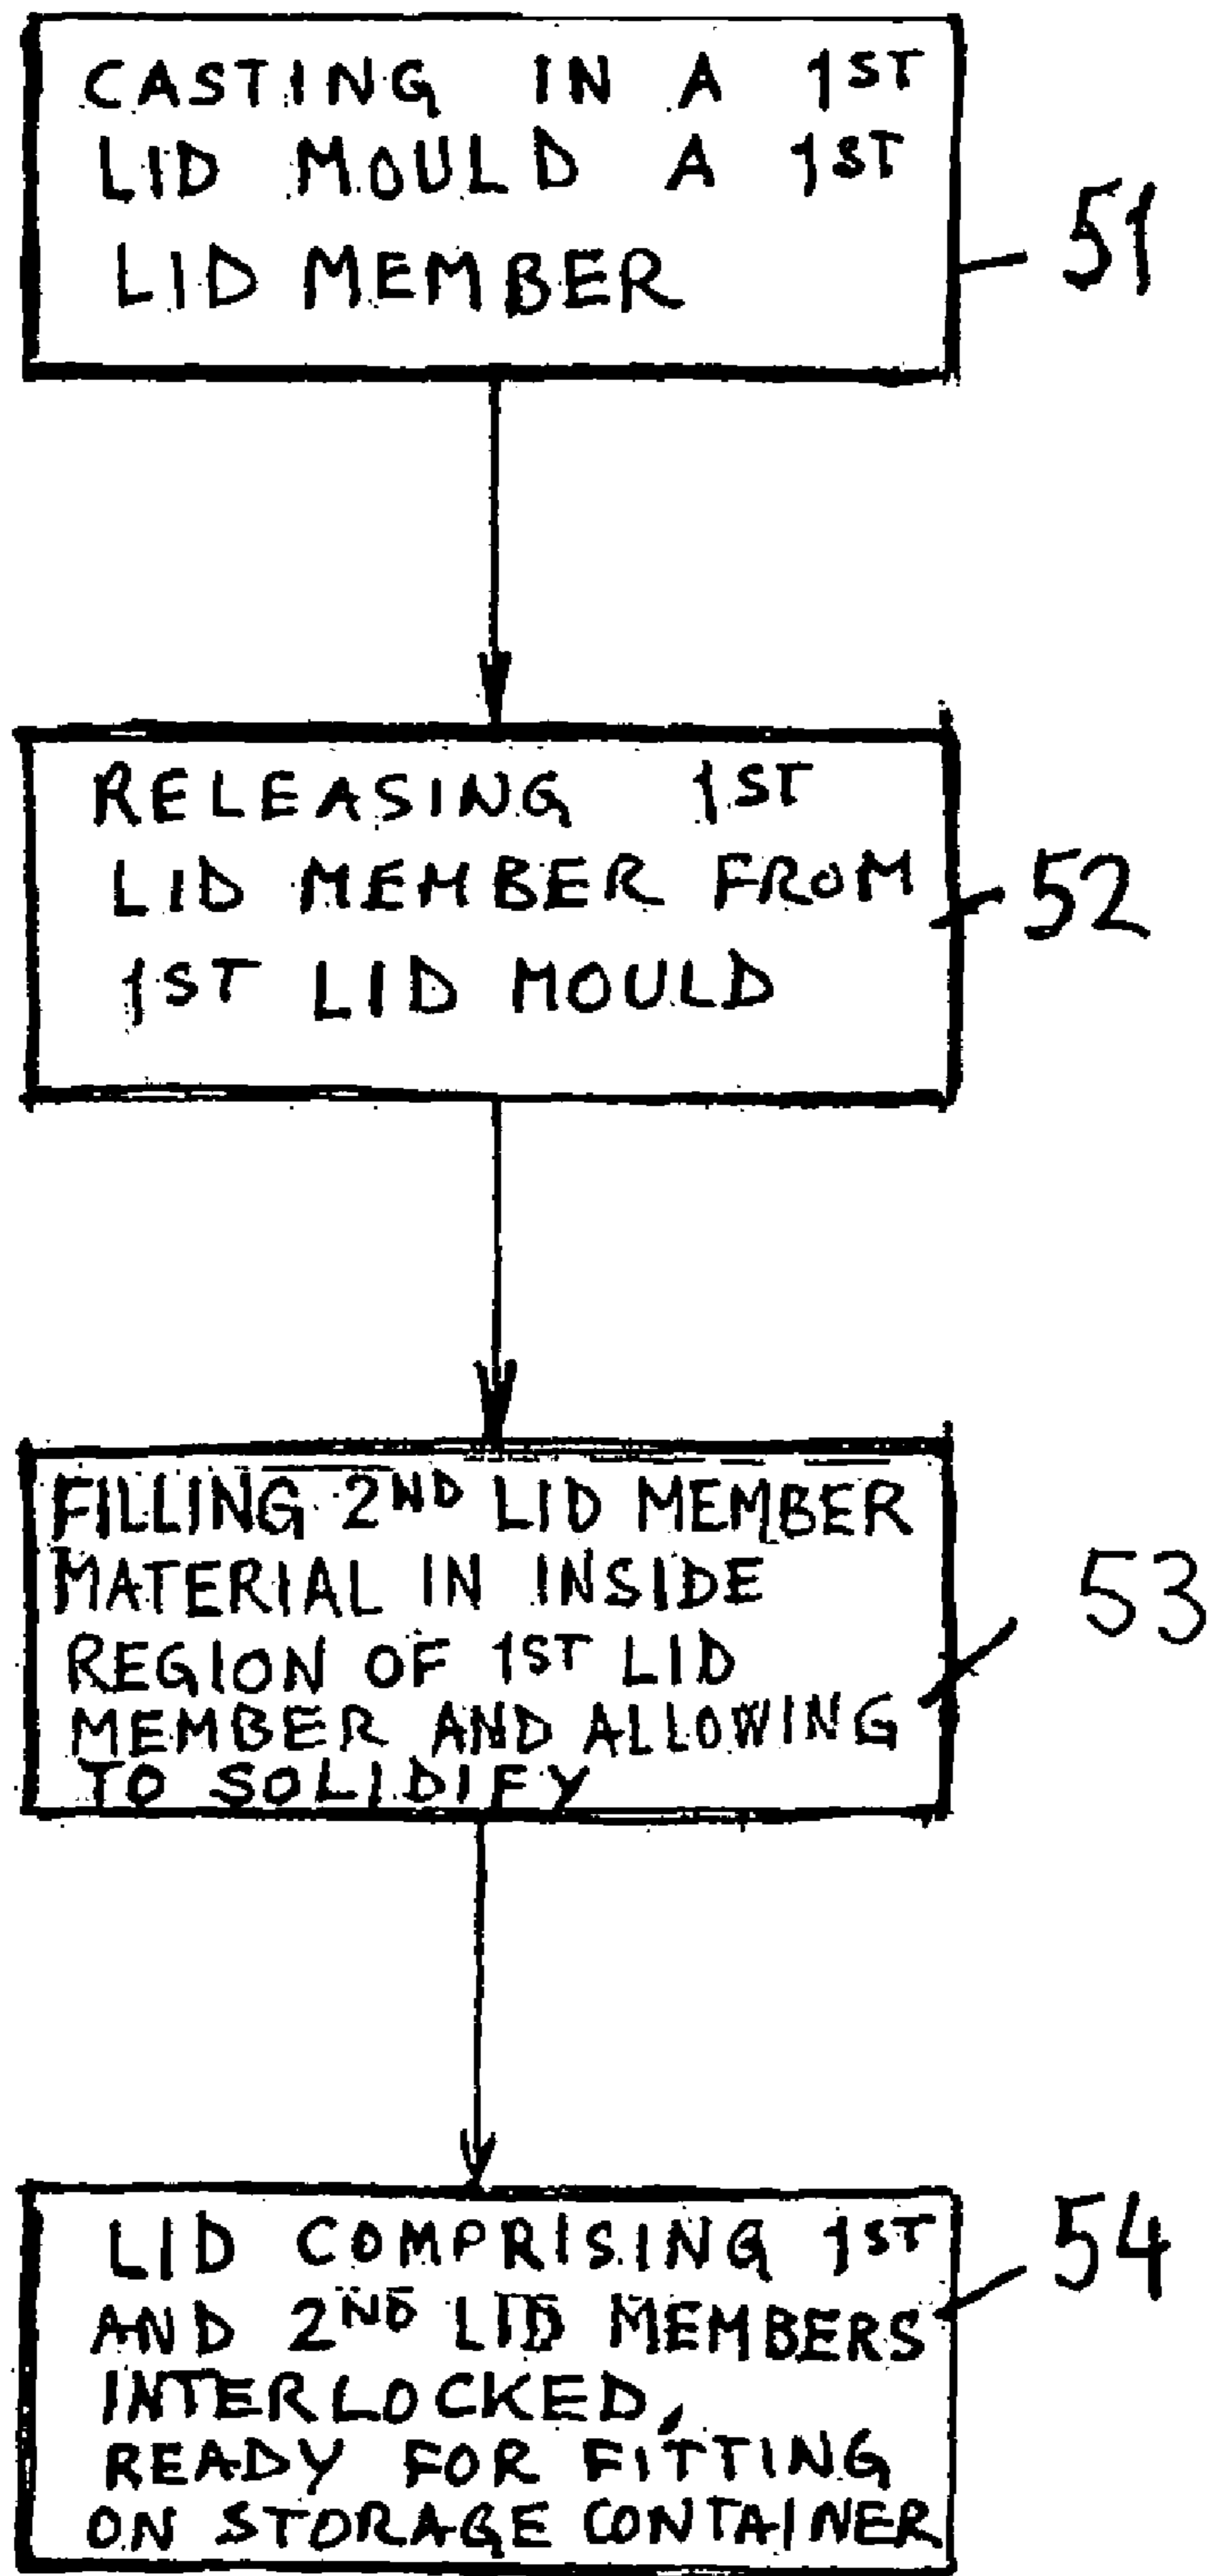 CASTING IN A 1ST
LID MOULD A 1ST
LID MEMBER
51
RELEASING 1ST
LID MEMBER FROM
1ST LID MOULD
52
FILLING 2ND LID MEMBER
MATERIAL IN INSIDE
REGION OF 1ST LID
MEMBER AND ALLOWING
TO SOLIDIFY
53
LID COMPRISING 1ST
AND 2ND LID MEMBERS
INTERLOCKED,
READY FOR FITTING
ON STORAGE CONTAINER
54